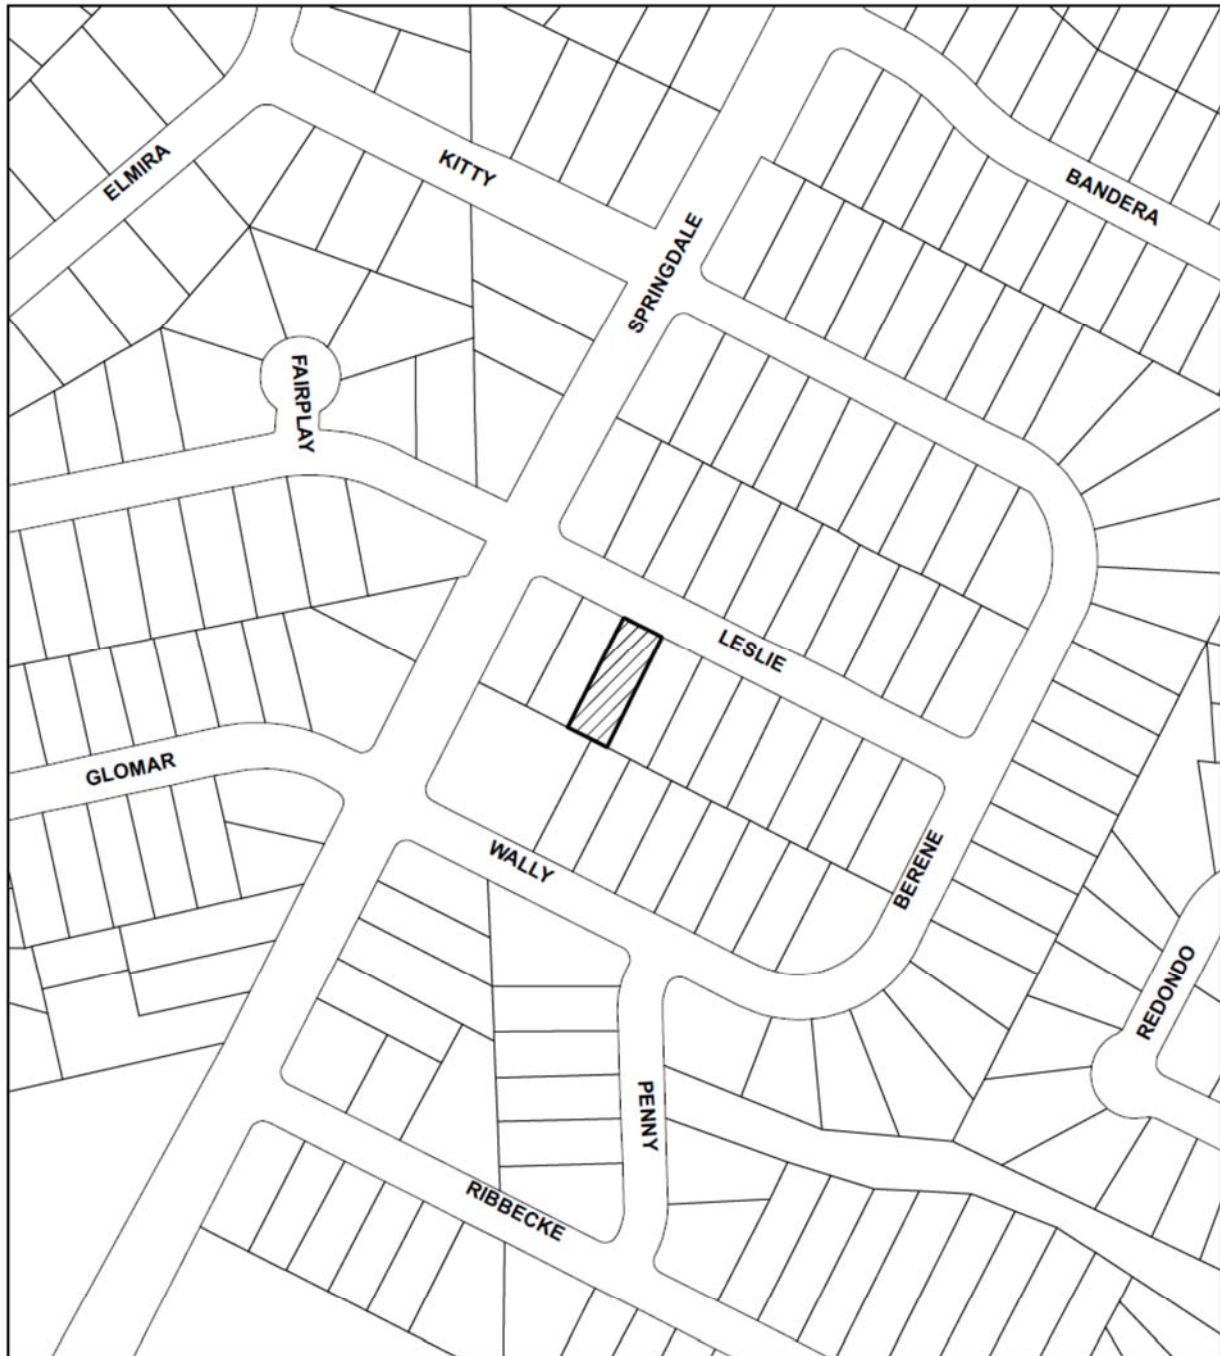 ELMIRA
KITTY
BANDERA
SPRINGDALE
FAIRPLAY
LESLIE
GLOMAR
WALLY
BERENE
REDONDO
PENNY
RIBBECKE